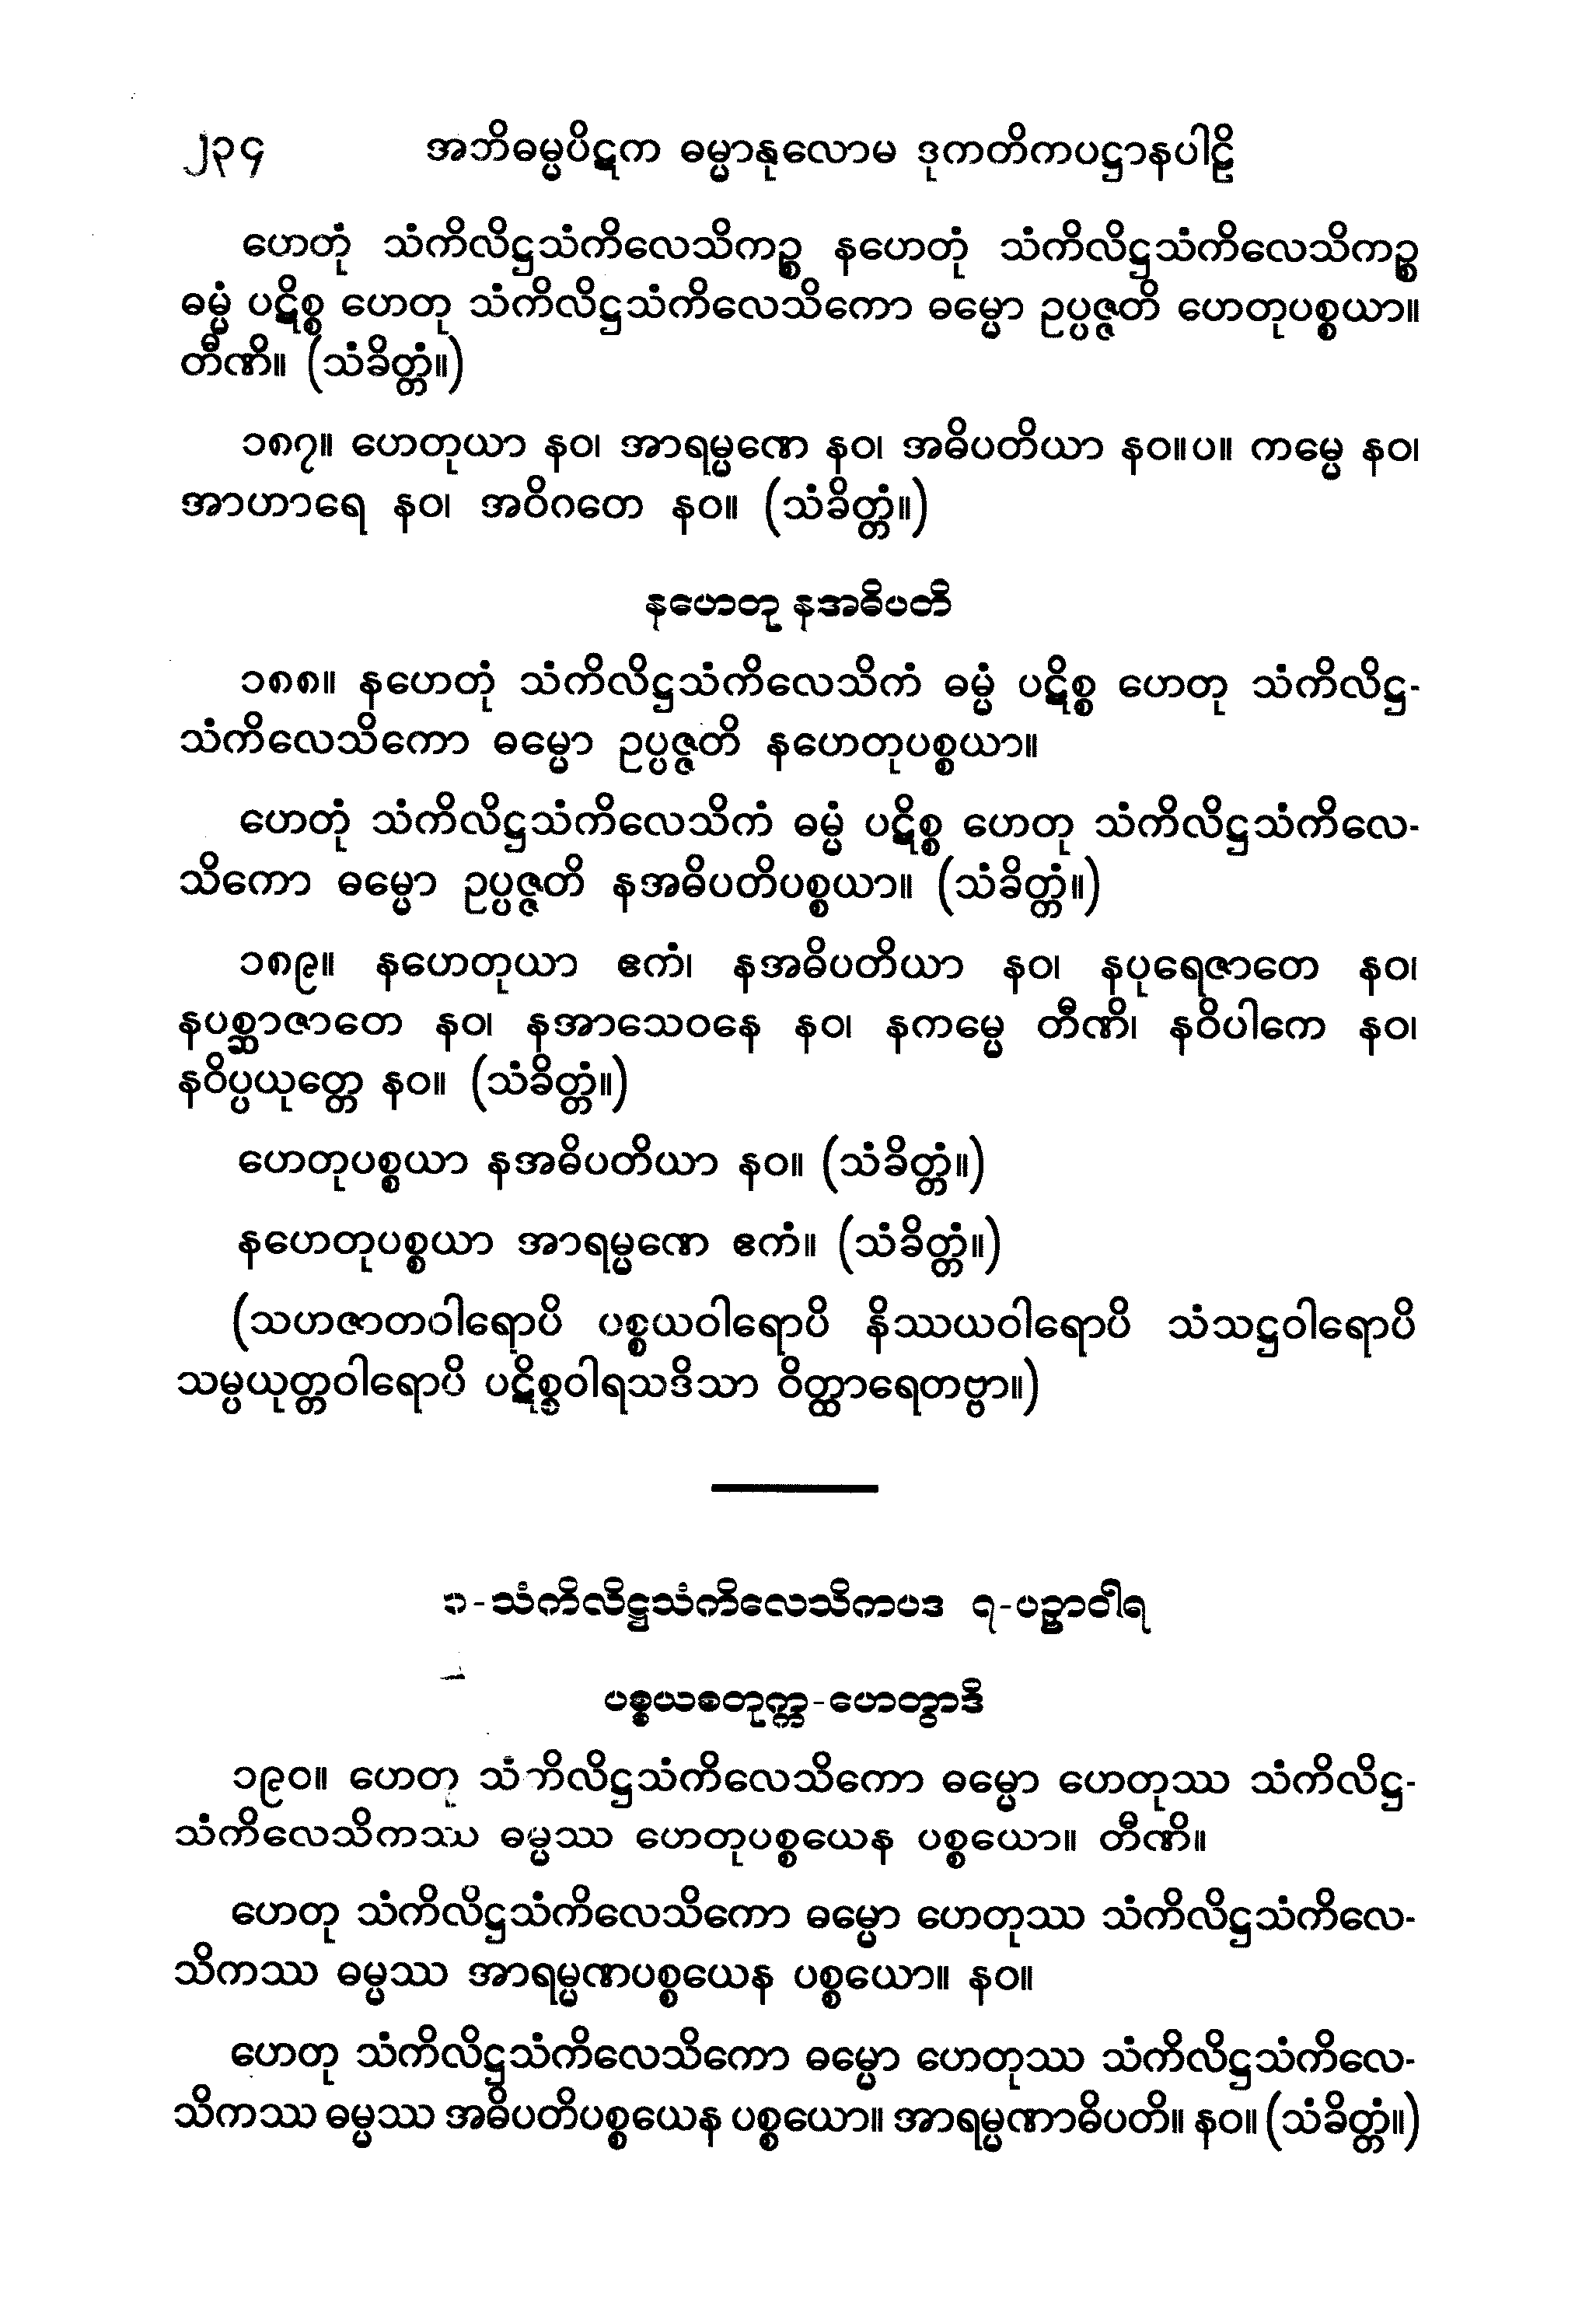 ၂၃၄ အဘိဓမ္မပိဋက ဓမ္မာနုလောမ ဒုကတိကပဋ္ဌာနပါဠိ
ဟေတုံ သံကိလိဋ္ဌသံကိလေသိကဉ္စ နဟေတုံ သံကိလိဋ္ဌသံကိလေသိကဉ္စ
ဓမ္မံ ပဋိစ္စ ဟေတု သံကိလိဋ္ဌသံကိလေသိကော ဓမ္မော ဥပ္ပဇ္ဇတိ ဟေတုပစ္စယာ။
တီဏိ။ (သံခိတ္တံ။)
၁၈၇။ ဟေတုယာ နဝ၊ အာရမ္မဏေ နဝ၊ အဓိပတိယာ နဝ။ပ။ ကမ္မေ နဝ၊
အာဟာရေ နဝ၊ အဝိဂတေ နဝ။ (သံခိတ္တံ။)
နဟေတု နအဓိပတိ
၁၈၈။ နဟေတုံ သံကိလိဋ္ဌသံကိလေသိကံ ဓမ္မံ ပဋိစ္စ ဟေတု သံကိလိဋ္ဌ-
သံကိလေသိကော ဓမ္မော ဥပ္ပဇ္ဇတိ နဟေတုပစ္စယာ။
ဟေတုံ သံကိလိဋ္ဌသံကိလေသိကံ ဓမ္မံ ပဋိစ္စ ဟေတု သံကိလိဋ္ဌသံကိလေ-
သိကော ဓမ္မော ဥပ္ပဇ္ဇတိ နအဓိပတိပစ္စယာ။ (သံခိတ္တံ။)
၁၈၉။ နဟေတုယာ ဧကံ၊ နအဓိပတိယာ နဝ၊ နပုရေဇာတေ နဝ၊
နပစ္ဆာဇာတေ နဝ၊ နအာသေဝနေ နဝ၊ နကမ္မေ တီဏိ၊ နဝိပါကေ နဝ၊
နဝိပ္ပယုတ္တေ နဝ။ (သံခိတ္တံ။)
ဟေတုပစ္စယာ နအဓိပတိယာ နဝ။ (သံခိတ္တံ။)
နဟေတုပစ္စယာ အာရမ္မဏေ ဧကံ။ (သံခိတ္တံ။)
(သဟဇာတဝါရောပိ ပစ္စယဝါရောပိ နိဿယဝါရောပိ သံသဋ္ဌဝါရောပိ
သမ္ပယုတ္တဝါရောပိ ပဋိစ္စဝါရသဒိသာ ဝိတ္ထာရေတဗ္ဗာ။)
၁-သံကိလိဋ္ဌသံကိလေသိကပဒ ၇-ပဉှာဝါရ
ပစ္စယစတုက္က-ဟေတွာဒိ
၁၉၀။ ဟေတု သံကိလိဋ္ဌသံကိလေသိကော ဓမ္မော ဟေတုဿ သံကိလိဋ္ဌ-
သံကိလေသိကဿ ဓမ္မဿ ဟေတုပစ္စယေန ပစ္စယော။ တီဏိ။
ဟေတု သံကိလိဋ္ဌသံကိလေသိကော ဓမ္မော ဟေတုဿ သံကိလိဋ္ဌသံကိလေ-
သိကဿ ဓမ္မဿ အာရမ္မဏပစ္စယေန ပစ္စယော။ နဝ။
ဟေတု သံကိလိဋ္ဌသံကိလေသိကော ဓမ္မော ဟေတုဿ သံကိလိဋ္ဌသံကိလေ-
သိကဿ ဓမ္မဿ အဓိပတိပစ္စယေန ပစ္စယော။ အာရမ္မဏာဓိပတိ။ နဝ။ (သံခိတ္တံ။)